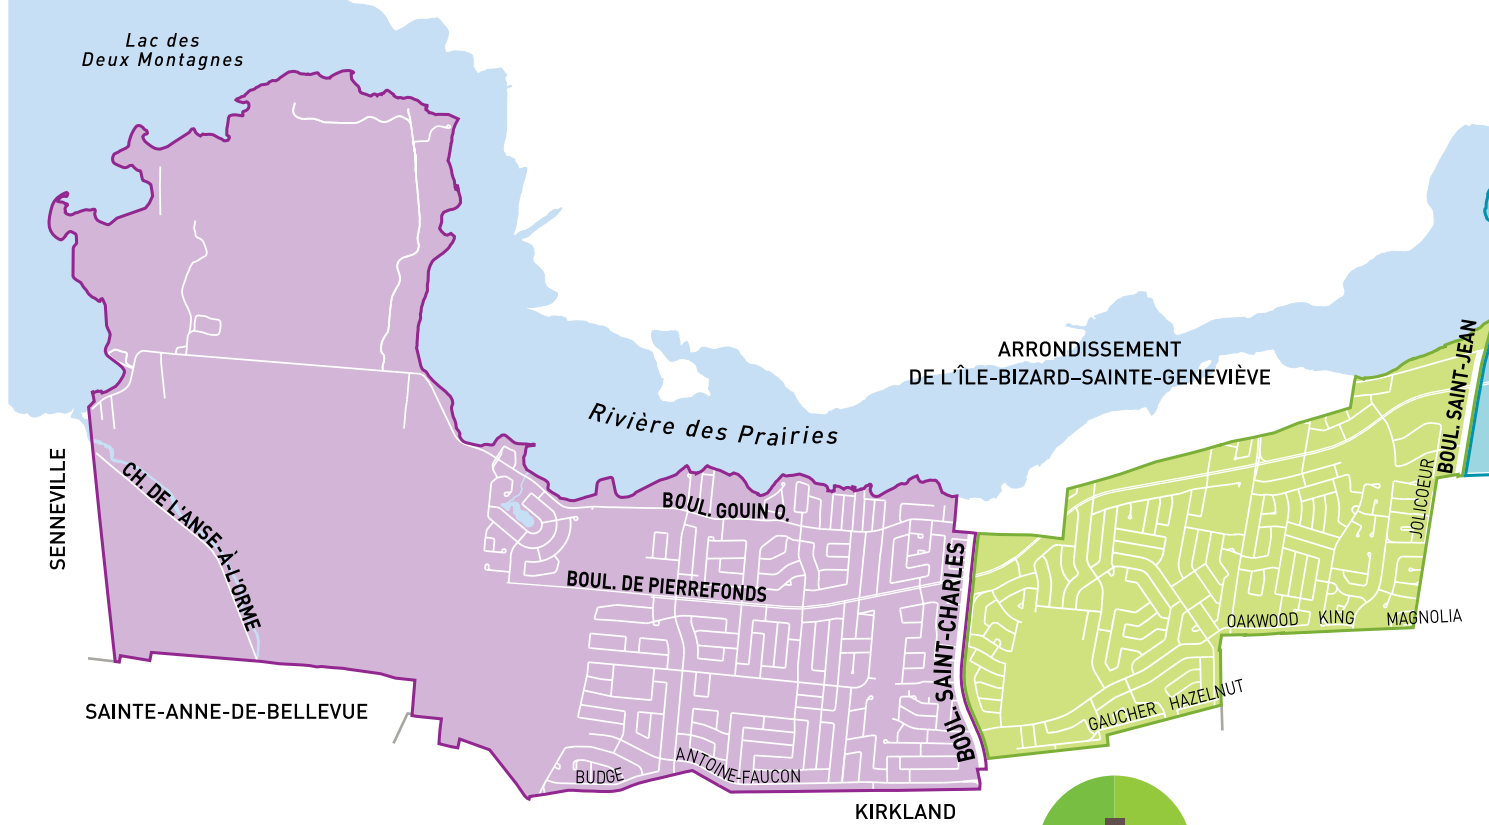 Lac des
Deux Montagnes
ARRONDISSEMENT
DE L'ÎLE-BIZARD–SAINTE-GENEVIÈVE
BOUL. SAINT-JEAN
Rivière des Prairies
SENNEVILLE
CH. DE L'ANSE-À-L'ORME
BOUL. GOUIN O.
JOLICOEUR
BOUL. DE PIERREFONDS
BOUL. SAINT-CHARLES
OAKWOOD
KING
MAGNOLIA
SAINTE-ANNE-DE-BELLEVUE
GAUCHER
HAZELNUT
BUDGE
ANTOINE-FAUCON
KIRKLAND